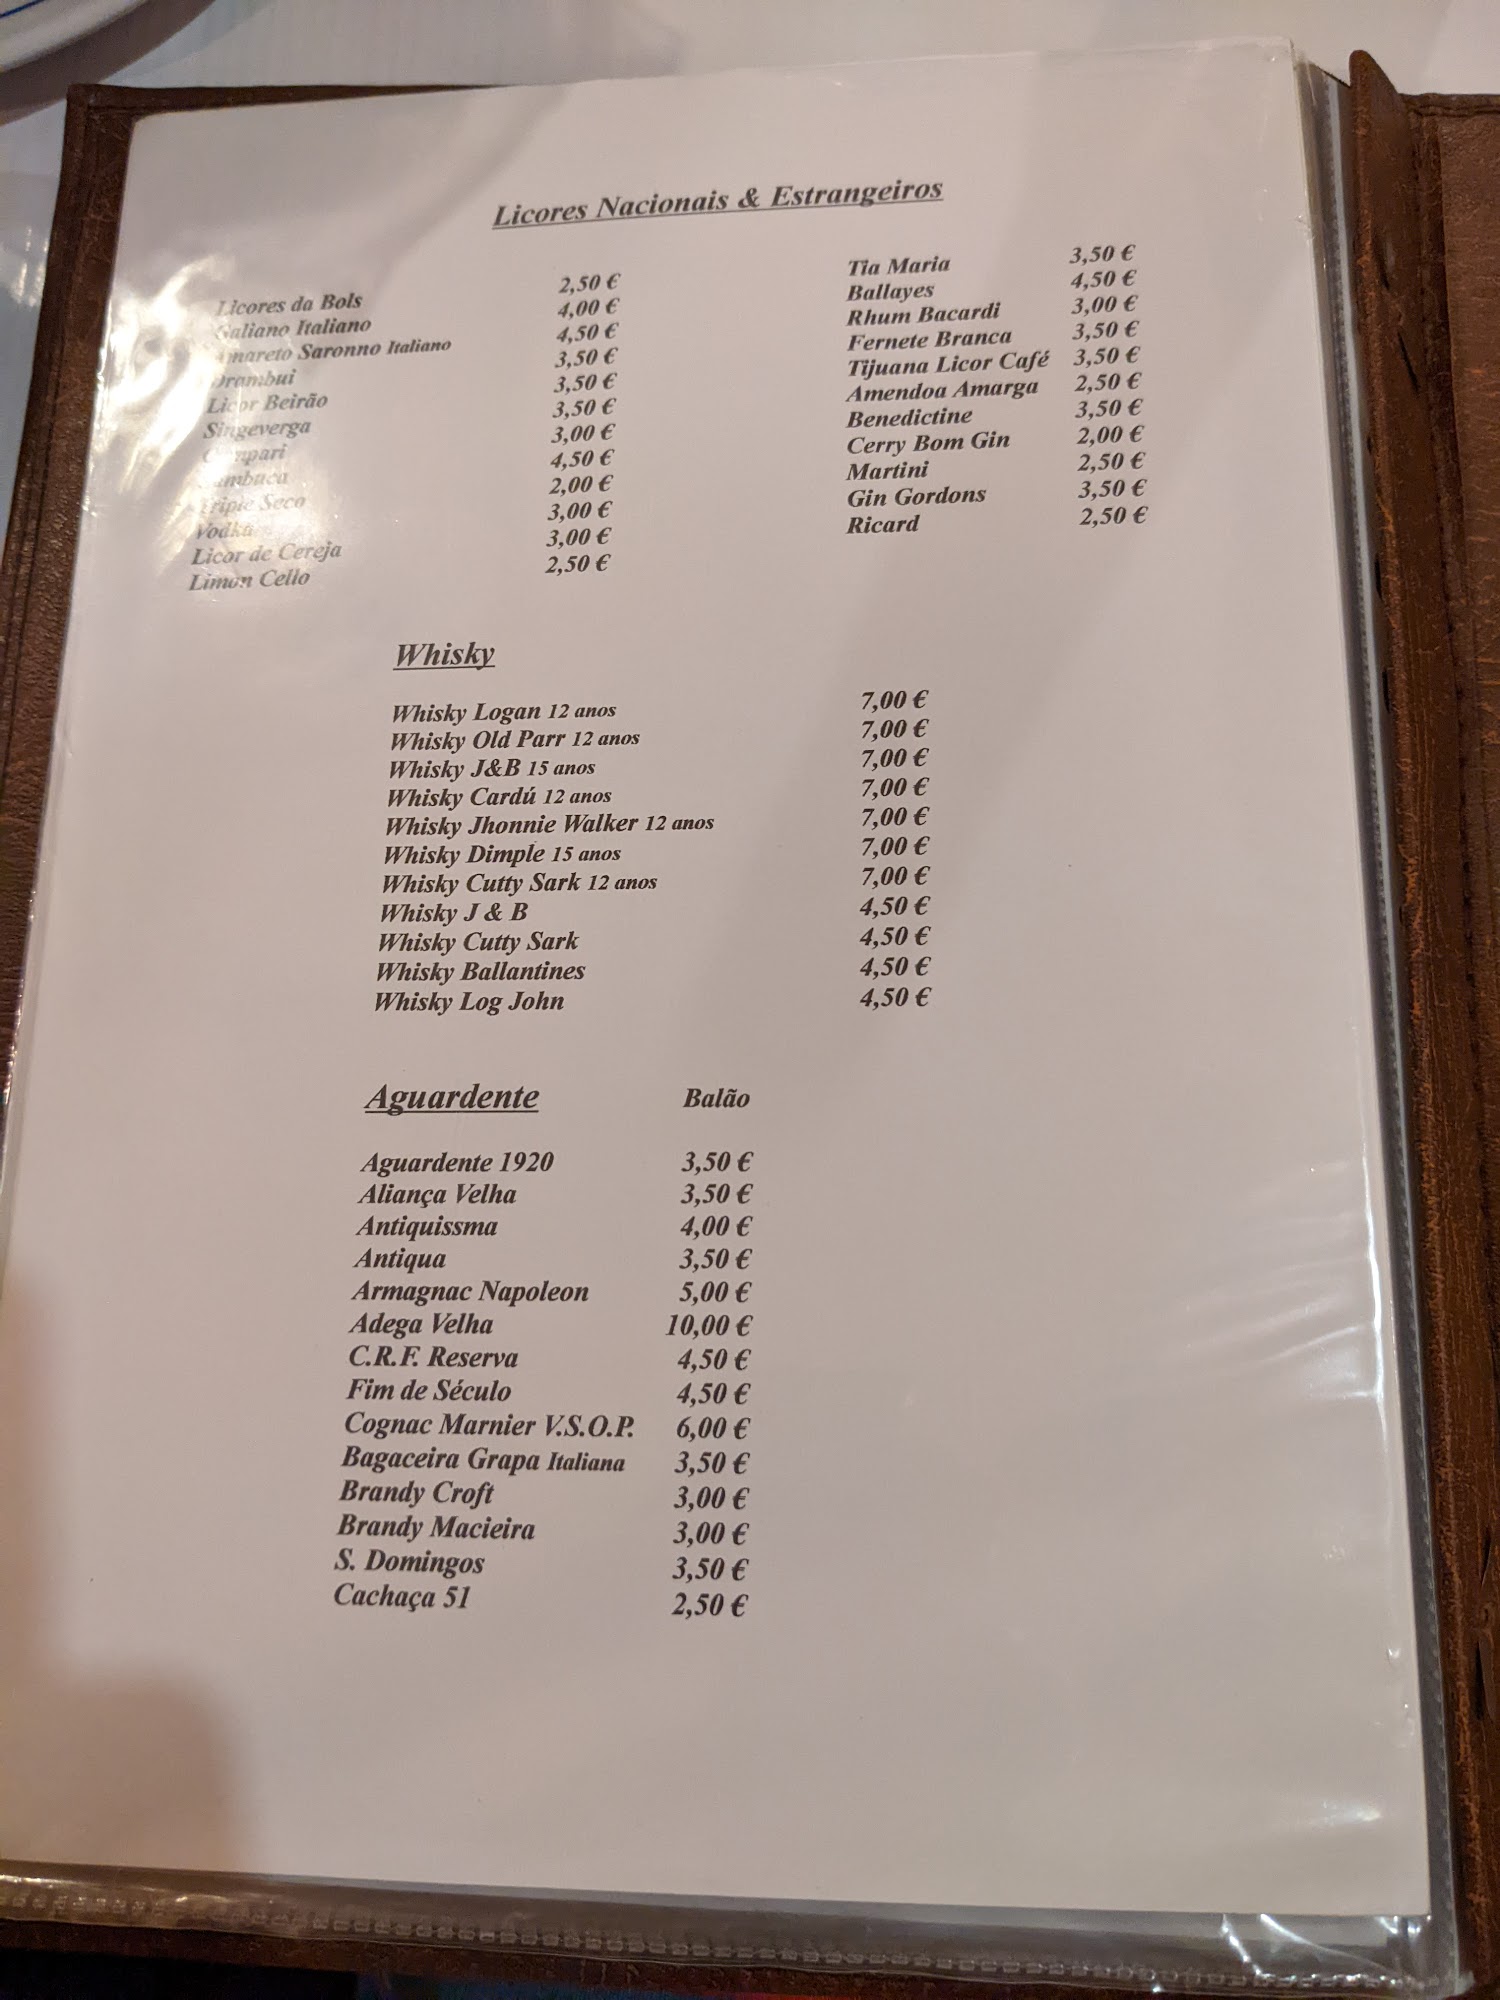 Licores Nacionais & Estrangeiros
Licores da Bols 2,50 €
Galiano Italiano 4,00 €
Amareto Saronno Italiano 4,50 €
Drambui 3,50 €
Licor Beirão 3,50 €
Singeverga 3,50 €
Campari 3,00 €
Sambuca 4,50 €
Triple Seco 2,00 €
Vodka 3,00 €
Licor de Cereja 3,00 €
Limon Cello 2,50 €
Tia Maria 3,50 €
Ballayes 4,50 €
Rhum Bacardi 3,00 €
Fernete Branca 3,50 €
Tijuana Licor Café 3,50 €
Amendoa Amarga 2,50 €
Benedictine 3,50 €
Cerry Bom Gin 2,00 €
Martini 2,50 €
Gin Gordons 3,50 €
Ricard 2,50 €
Whisky
Whisky Logan 12 anos 7,00 €
Whisky Old Parr 12 anos 7,00 €
Whisky J&B 15 anos 7,00 €
Whisky Cardú 12 anos 7,00 €
Whisky Jhonnie Walker 12 anos 7,00 €
Whisky Dimple 15 anos 7,00 €
Whisky Cutty Sark 12 anos 7,00 €
Whisky J & B 4,50 €
Whisky Cutty Sark 4,50 €
Whisky Ballantines 4,50 €
Whisky Log John 4,50 €
Aguardente Balão
Aguardente 1920 3,50 €
Aliança Velha 3,50 €
Antiquissma 4,00 €
Antiqua 3,50 €
Armagnac Napoleon 5,00 €
Adega Velha 10,00 €
C.R.F. Reserva 4,50 €
Fim de Século 4,50 €
Cognac Marnier V.S.O.P. 6,00 €
Bagaceira Grapa Italiana 3,50 €
Brandy Croft 3,00 €
Brandy Macieira 3,00 €
S. Domingos 3,50 €
Cachaça 51 2,50 €